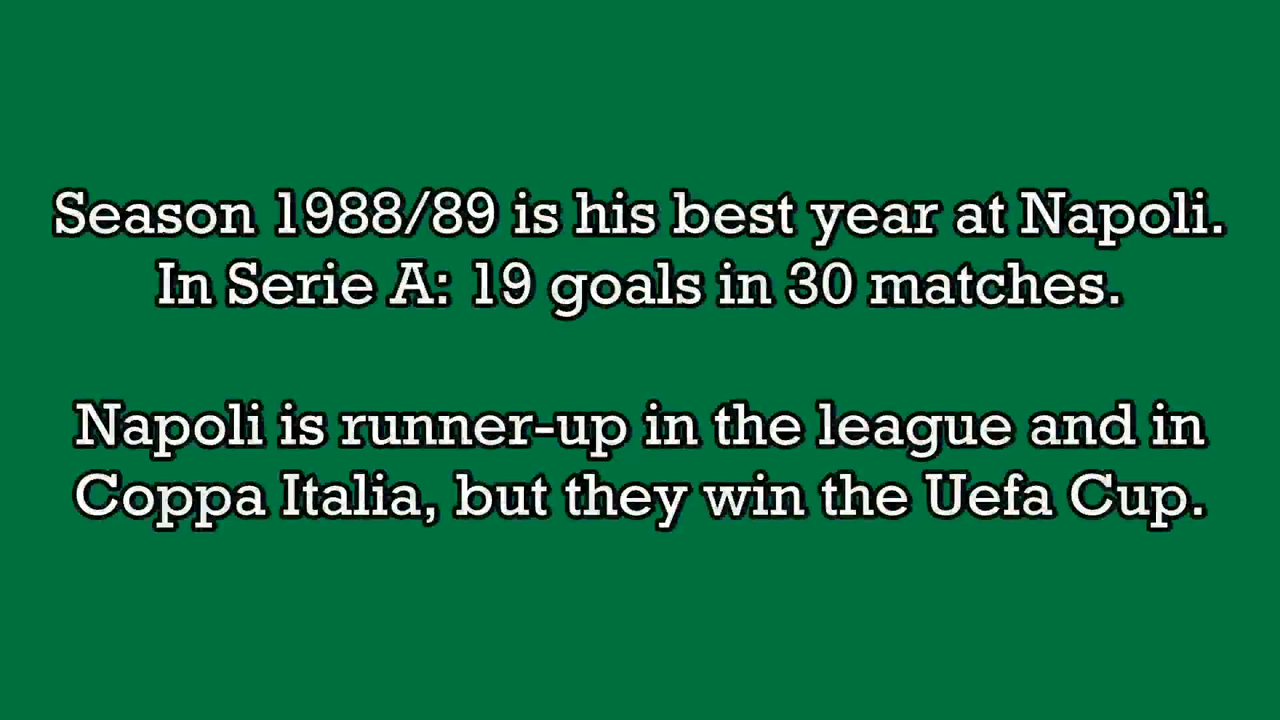 Season 1988/89 is his best year at Napoli.
In Serie A: 19 goals in 30 matches.
Napoli is runner-up in the league and in
Coppa Italia, but they win the Uefa Cup.